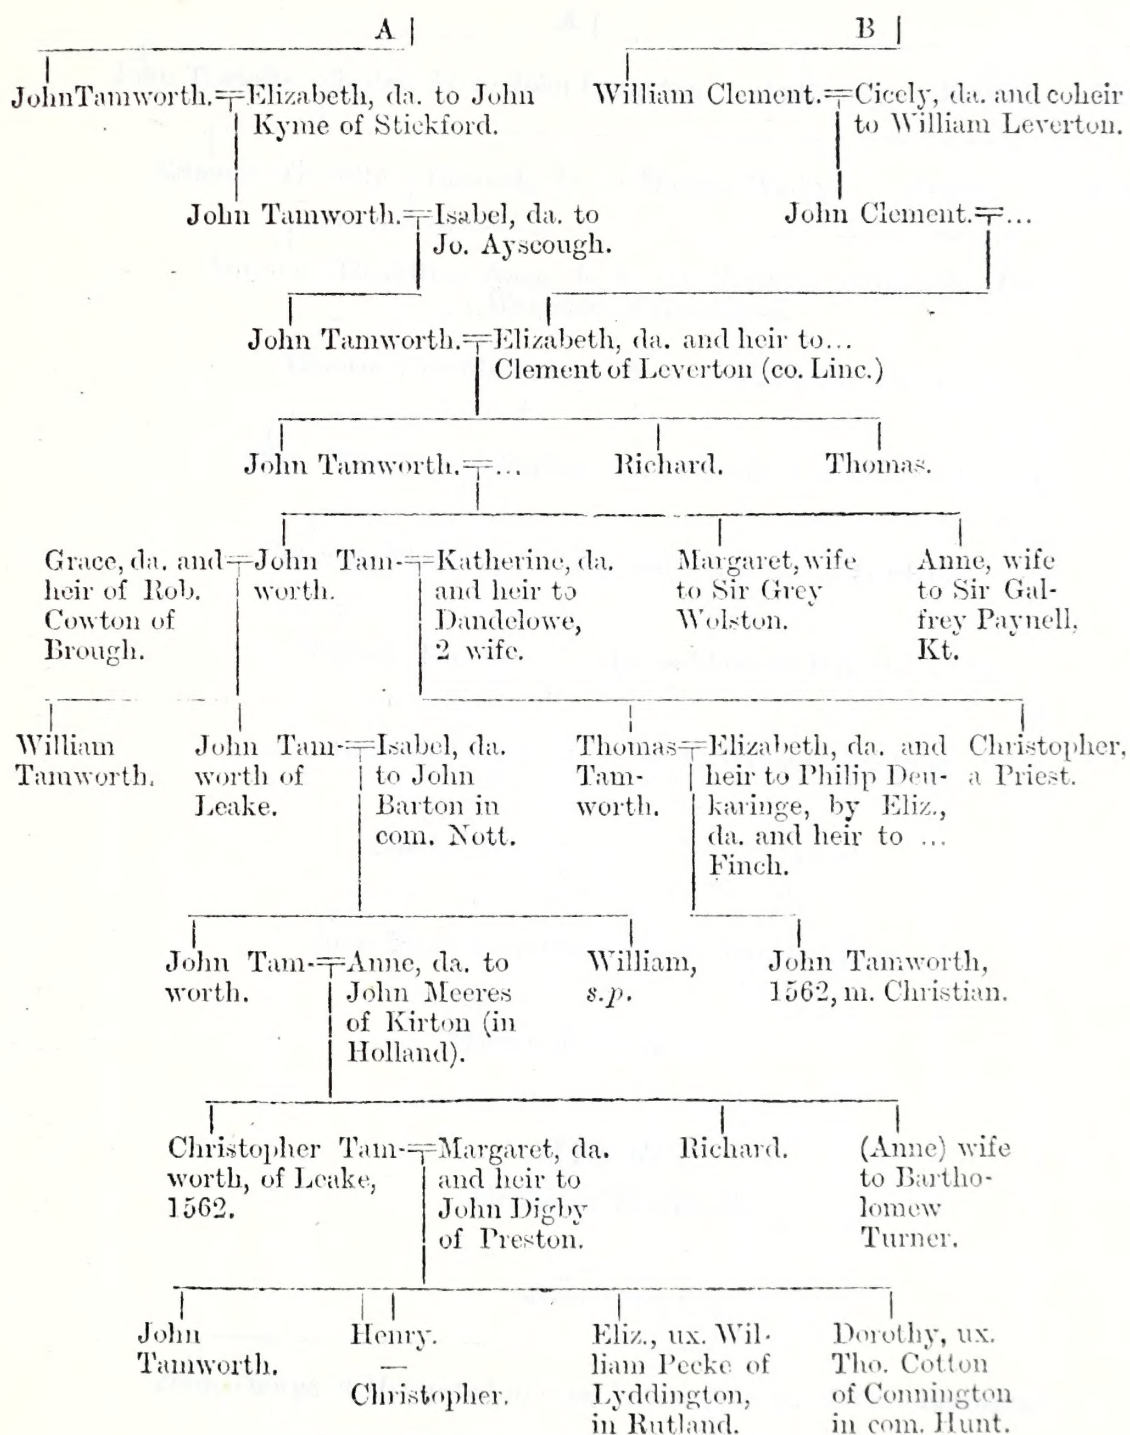 A
B
John Tamworth.=Elizabeth, da. to John
Kyme of Stickford.
William Clement.=Cicely, da. and coheir
to William Leverton.
John Tamworth.=Isabel, da. to
Jo. Ayscough.
John Clement.=...
John Tamworth.=Elizabeth, da. and heir to...
Clement of Leverton (co. Linc.)
John Tamworth.=...
Richard.
Thomas.
Grace, da. and=
heir of Rob.
Cowton of
Brough.
John Tam-
worth.
=Katherine, da.
and heir to
Dandelowe,
2 wife.
Margaret, wife
to Sir Grey
Wolston.
Anne, wife
to Sir Gal-
frey Paynell,
Kt.
William
Tamworth.
John Tam-
worth of
Leake.
=Isabel, da.
to John
Barton in
com. Nott.
Thomas=
Tam-
worth.
Elizabeth, da. and
heir to Philip Den-
karinge, by Eliz.,
da. and heir to ...
Finch.
Christopher,
a Priest.
John Tam-
worth.
=Anne, da. to
John Meeres
of Kirton (in
Holland).
William,
s.p.
John Tamworth,
1562, m. Christian.
Christopher Tam-
worth, of Leake,
1562.
=Margaret, da.
and heir to
John Digby
of Preston.
Richard.
(Anne) wife
to Bartho-
lomew
Turner.
John
Tamworth.
Henry.
—
Christopher.
Eliz., ux. Wil-
liam Peeke of
Lyddington,
in Rutland.
Dorothy, ux.
Tho. Cotton
of Connington
in com. Hunt.